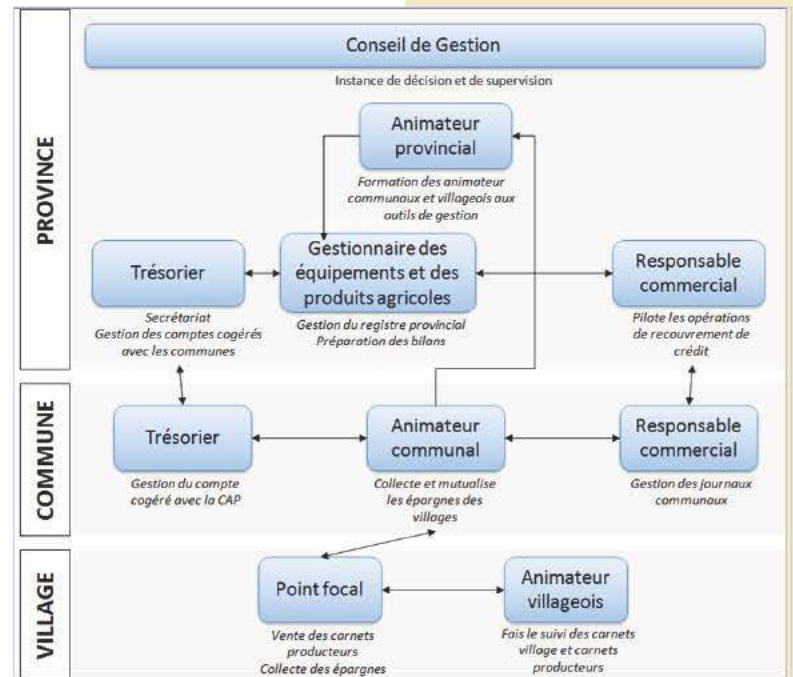 PROVINCE
Conseil de Gestion
Instance de décision et de supervision
Animateur
provincial
Formation des animateur
communaux et villageois aux
outils de gestion
Trésorier
Secrétariat
Gestion des comptes cogérés
avec les communes
Gestionnaire des
équipements et des
produits agricoles
Gestion du registre provincial
Préparation des bilans
Responsable
commercial
Pilote les opérations
de recouvrement de
crédit
COMMUNE
Trésorier
Gestion du compte
cogéré avec la CAP
Animateur
communal
Collecte et mutualise
les épargnes des
villages
Responsable
commercial
Gestion des journaux
communaux
VILLAGE
Point focal
Vente des carnets
producteurs
Collecte des épargnes
Animateur
villageois
Fais le suivi des carnets
village et carnets
producteurs